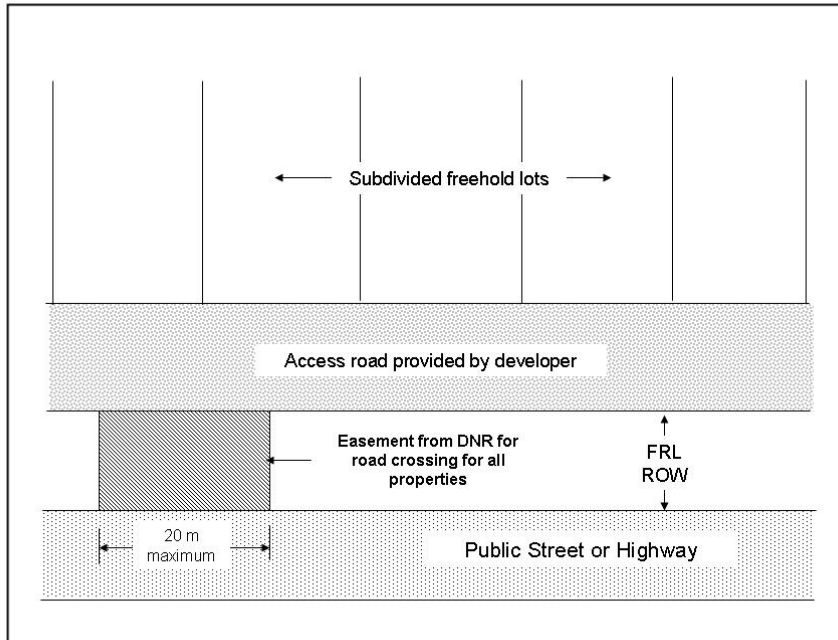 Subdivided freehold lots
Access road provided by developer
Easement from DNR for
road crossing for all
properties
FRL
ROW
20 m
maximum
Public Street or Highway